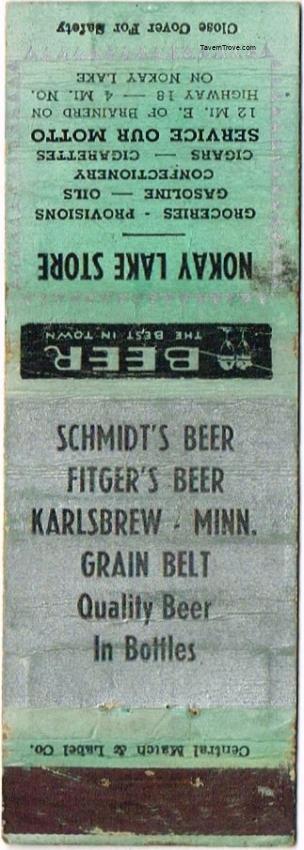 TavernTrove.com
Close Cover For Safety
NOKAY LAKE STORE
GROCERIES - PROVISIONS
GASOLINE — OILS
CONFECTIONERY
CIGARS — CIGARETTES
SERVICE OUR MOTTO
12 MI. E. OF BRAINERD ON
HIGHWAY 18 — 4 MI. NO.
ON NOKAY LAKE
BEER
THE BEST IN TOWN
SCHMIDT'S BEER
FITGER'S BEER
KARLSBREW - MINN.
GRAIN BELT
Quality Beer
In Bottles
Central Match & Label Co.